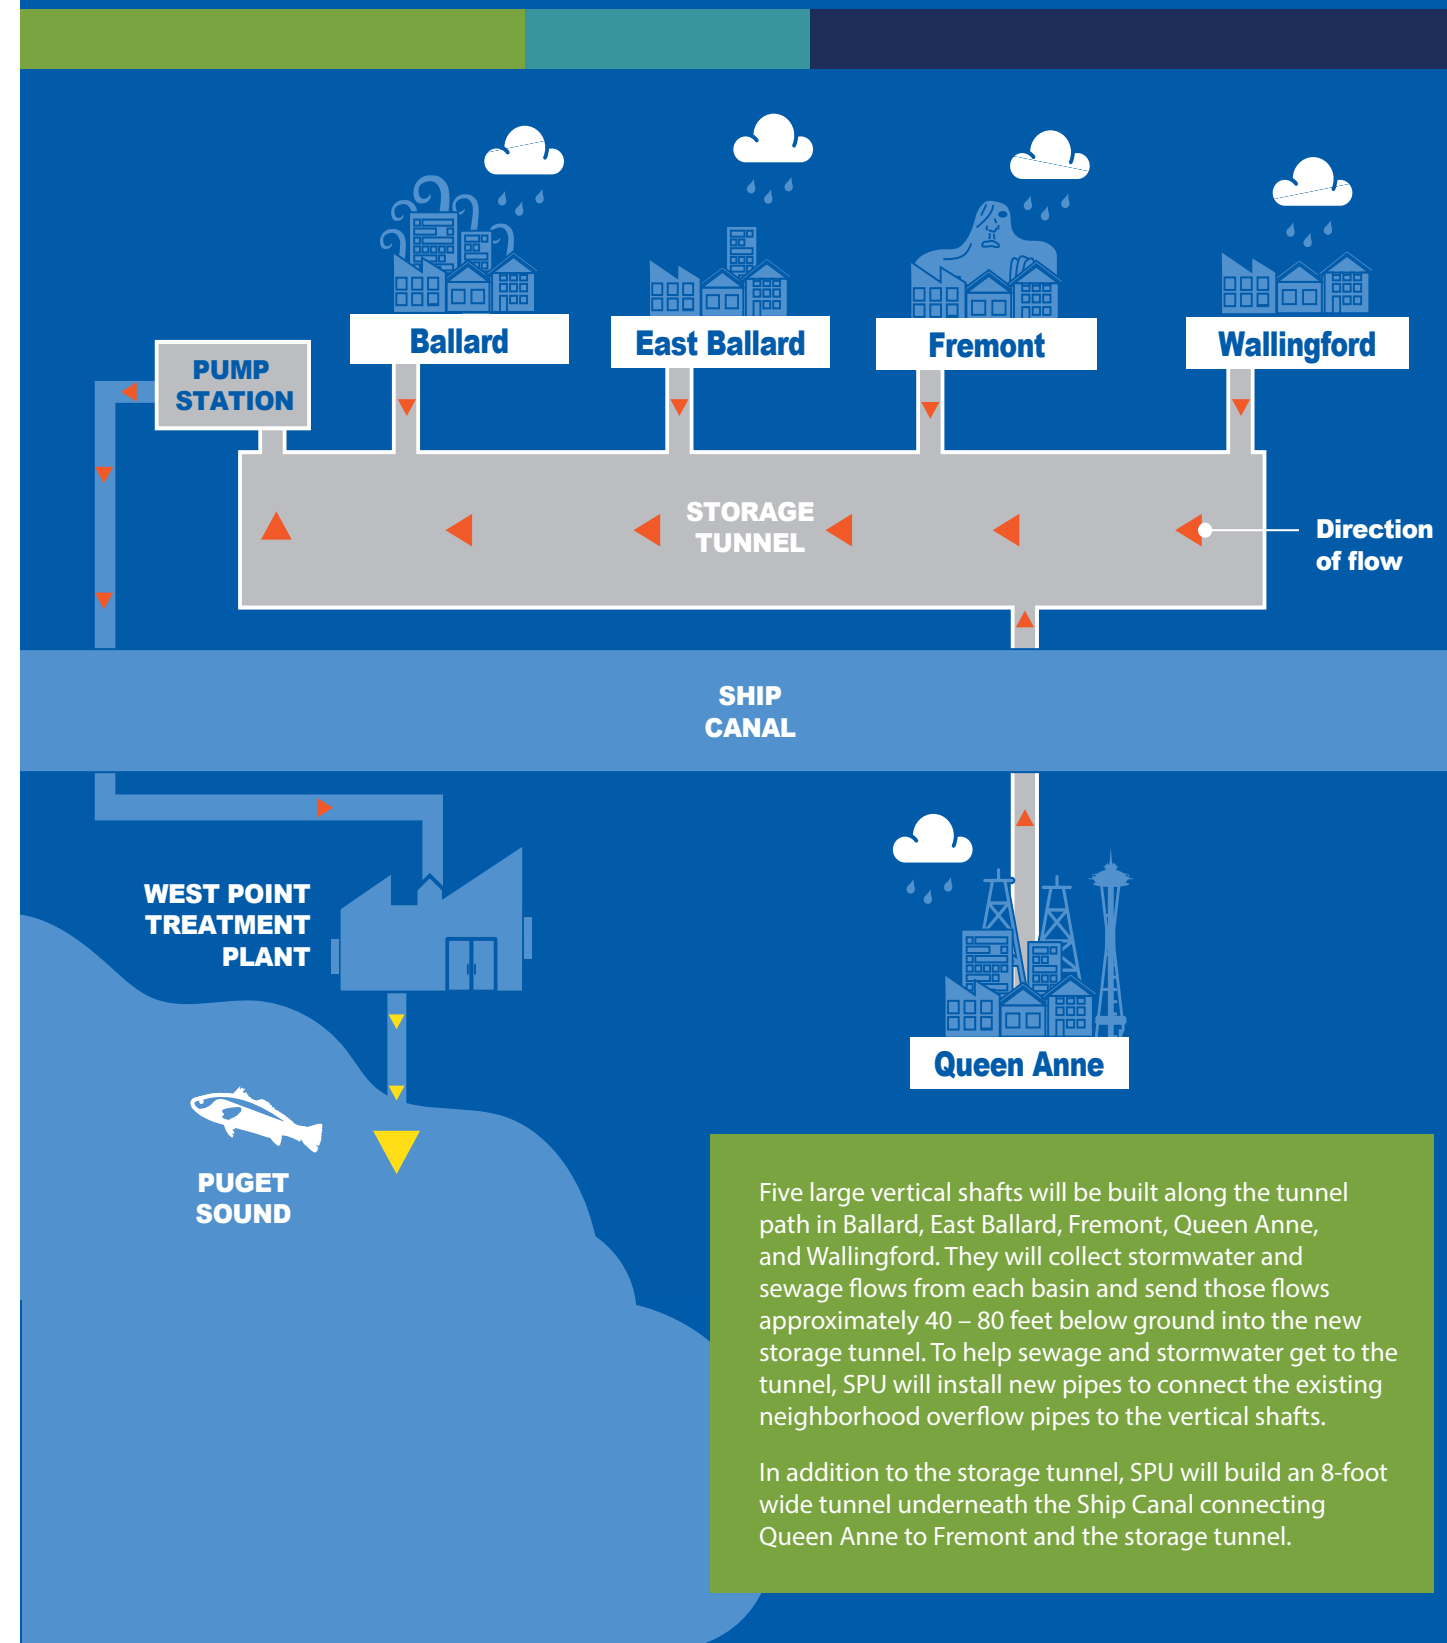 Ballard
East Ballard
Fremont
Wallingford
PUMP
STATION
STORAGE
TUNNEL
Direction
of flow
SHIP
CANAL
WEST POINT
TREATMENT
PLANT
Queen Anne
PUGET
SOUND
Five large vertical shafts will be built along the tunnel
path in Ballard, East Ballard, Fremont, Queen Anne,
and Wallingford. They will collect stormwater and
sewage flows from each basin and send those flows
approximately 40 – 80 feet below ground into the new
storage tunnel. To help sewage and stormwater get to the
tunnel, SPU will install new pipes to connect the existing
neighborhood overflow pipes to the vertical shafts.
In addition to the storage tunnel, SPU will build an 8-foot
wide tunnel underneath the Ship Canal connecting
Queen Anne to Fremont and the storage tunnel.